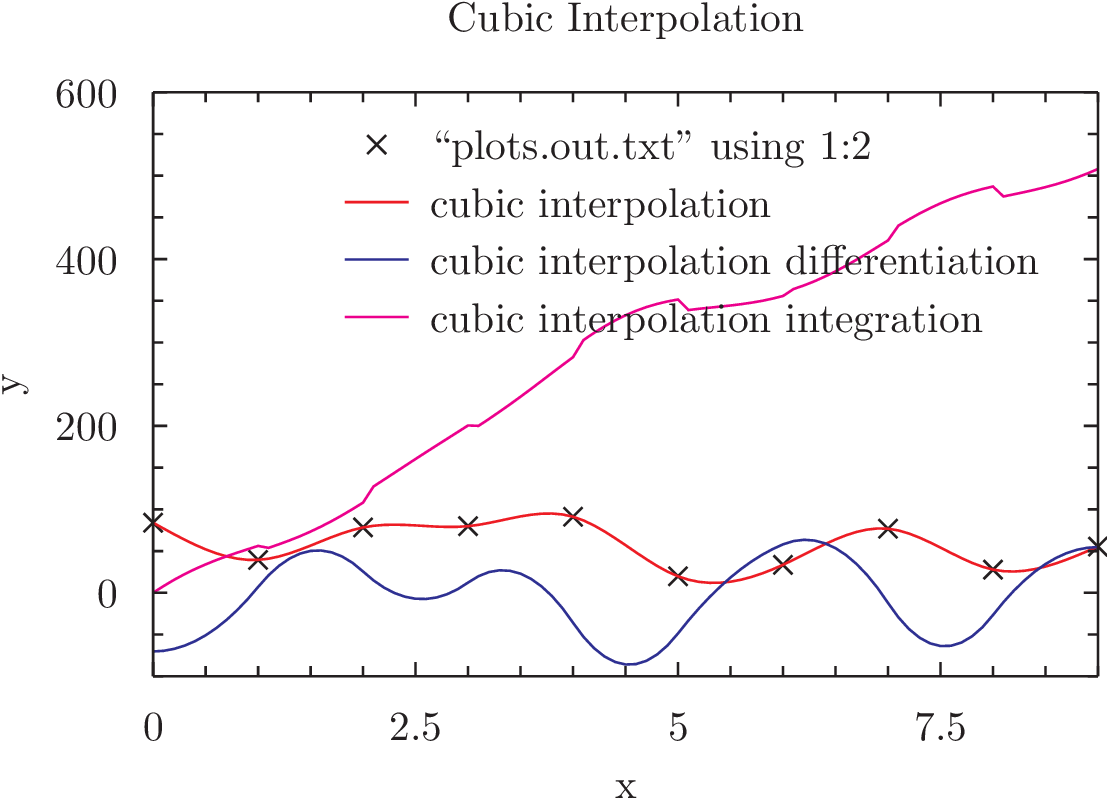 Cubic Interpolation
600
“plots.out.txt” using 1:2
cubic interpolation
400
cubic interpolation differentiation
cubic interpolation integration
y
200
0
0 2.5 5 7.5
x